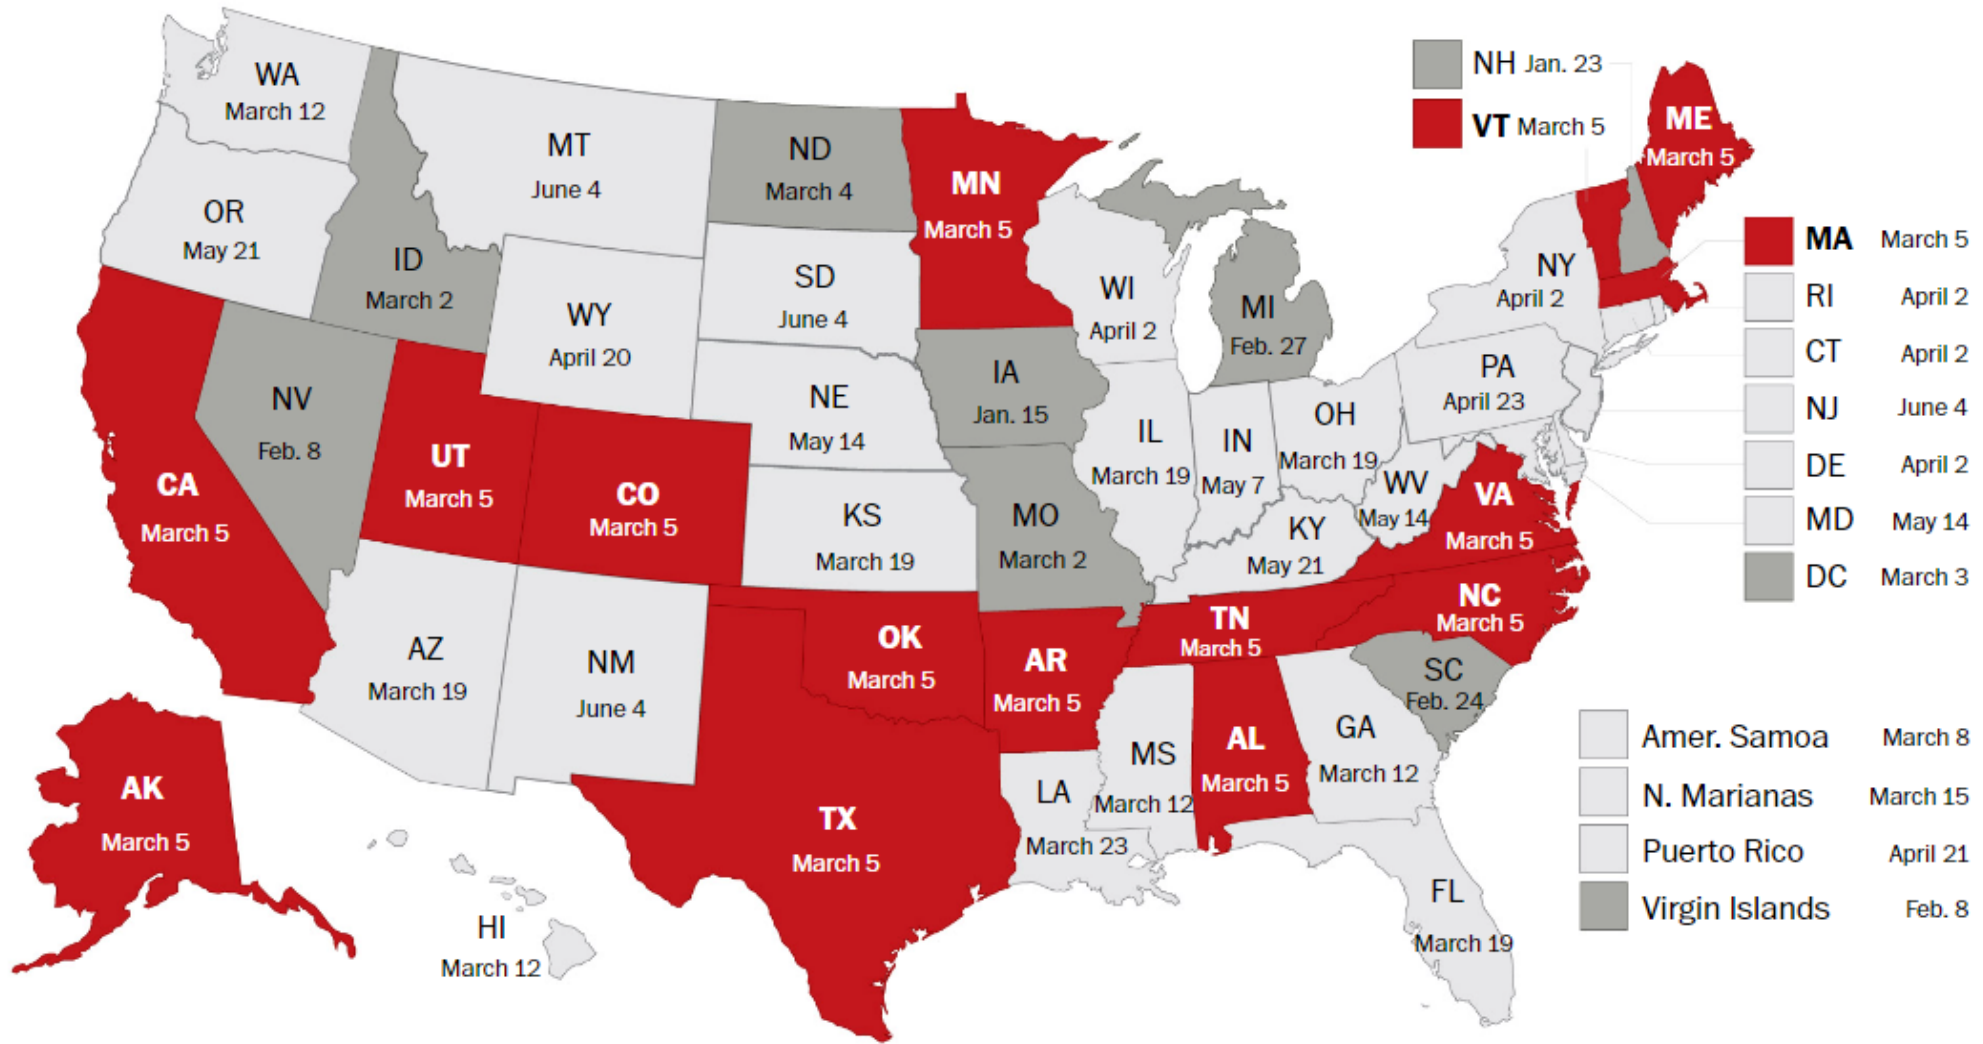 WA
March 12
MT
June 4
ND
March 4
MN
March 5
NH Jan. 23
VT March 5
ME
March 5
OR
May 21
ID
March 2
WY
April 20
SD
June 4
WI
April 2
MI
Feb. 27
NY
April 2
MA March 5
RI April 2
CT April 2
NJ June 4
DE April 2
MD May 14
DC March 3
NV
Feb. 8
UT
March 5
CO
March 5
NE
May 14
IA
Jan. 15
IL
March 19
IN
May 7
OH
March 19
PA
April 23
WV
May 14
VA
March 5
CA
March 5
KS
March 19
MO
March 2
KY
May 21
TN
March 5
NC
March 5
AZ
March 19
NM
June 4
OK
March 5
AR
March 5
SC
Feb. 24
AK
March 5
HI
March 12
TX
March 5
LA
March 23
MS
March 12
AL
March 5
GA
March 12
FL
March 19
Amer. Samoa March 8
N. Marianas March 15
Puerto Rico April 21
Virgin Islands Feb. 8